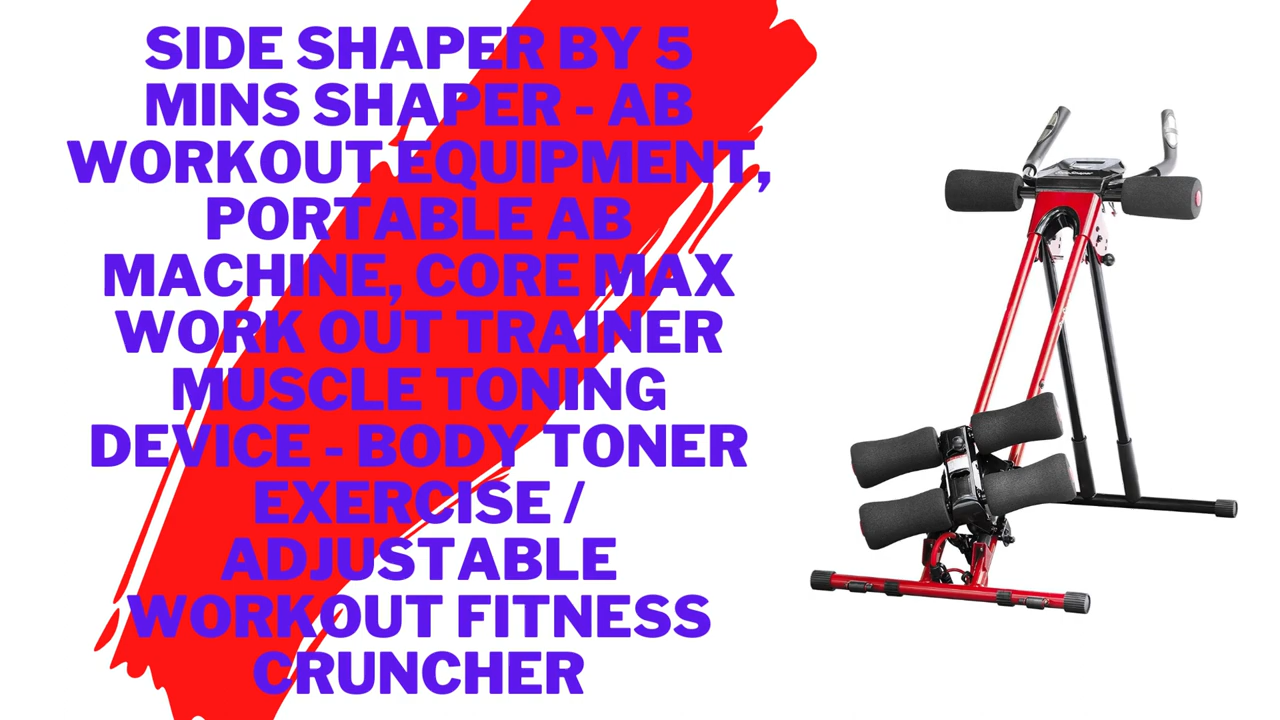 SIDE SHAPER BY 5
MINS SHAPER - AB
WORKOUT EQUIPMENT,
PORTABLE AB
MACHINE, CORE MAX
WORK OUT TRAINER
MUSCLE TONING
DEVICE - BODY TONER
EXERCISE /
ADJUSTABLE
WORKOUT FITNESS
CRUNCHER